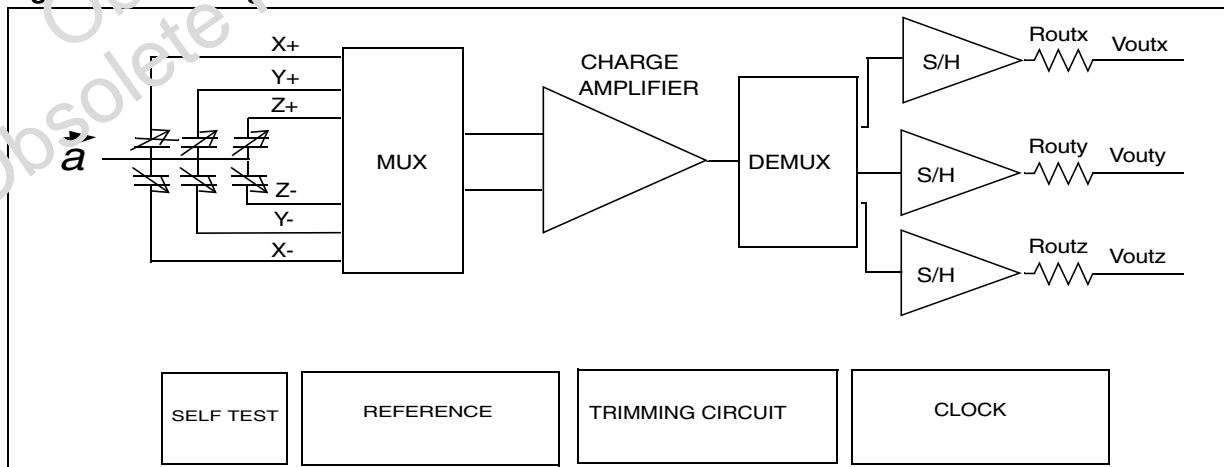 X+
Y+
Z+
a
Z-
Y-
X-
MUX
CHARGE
AMPLIFIER
DEMUX
S/H
Routx
Voutx
S/H
Routy
Vouty
S/H
Routz
Voutz
SELF TEST
REFERENCE
TRIMMING CIRCUIT
CLOCK